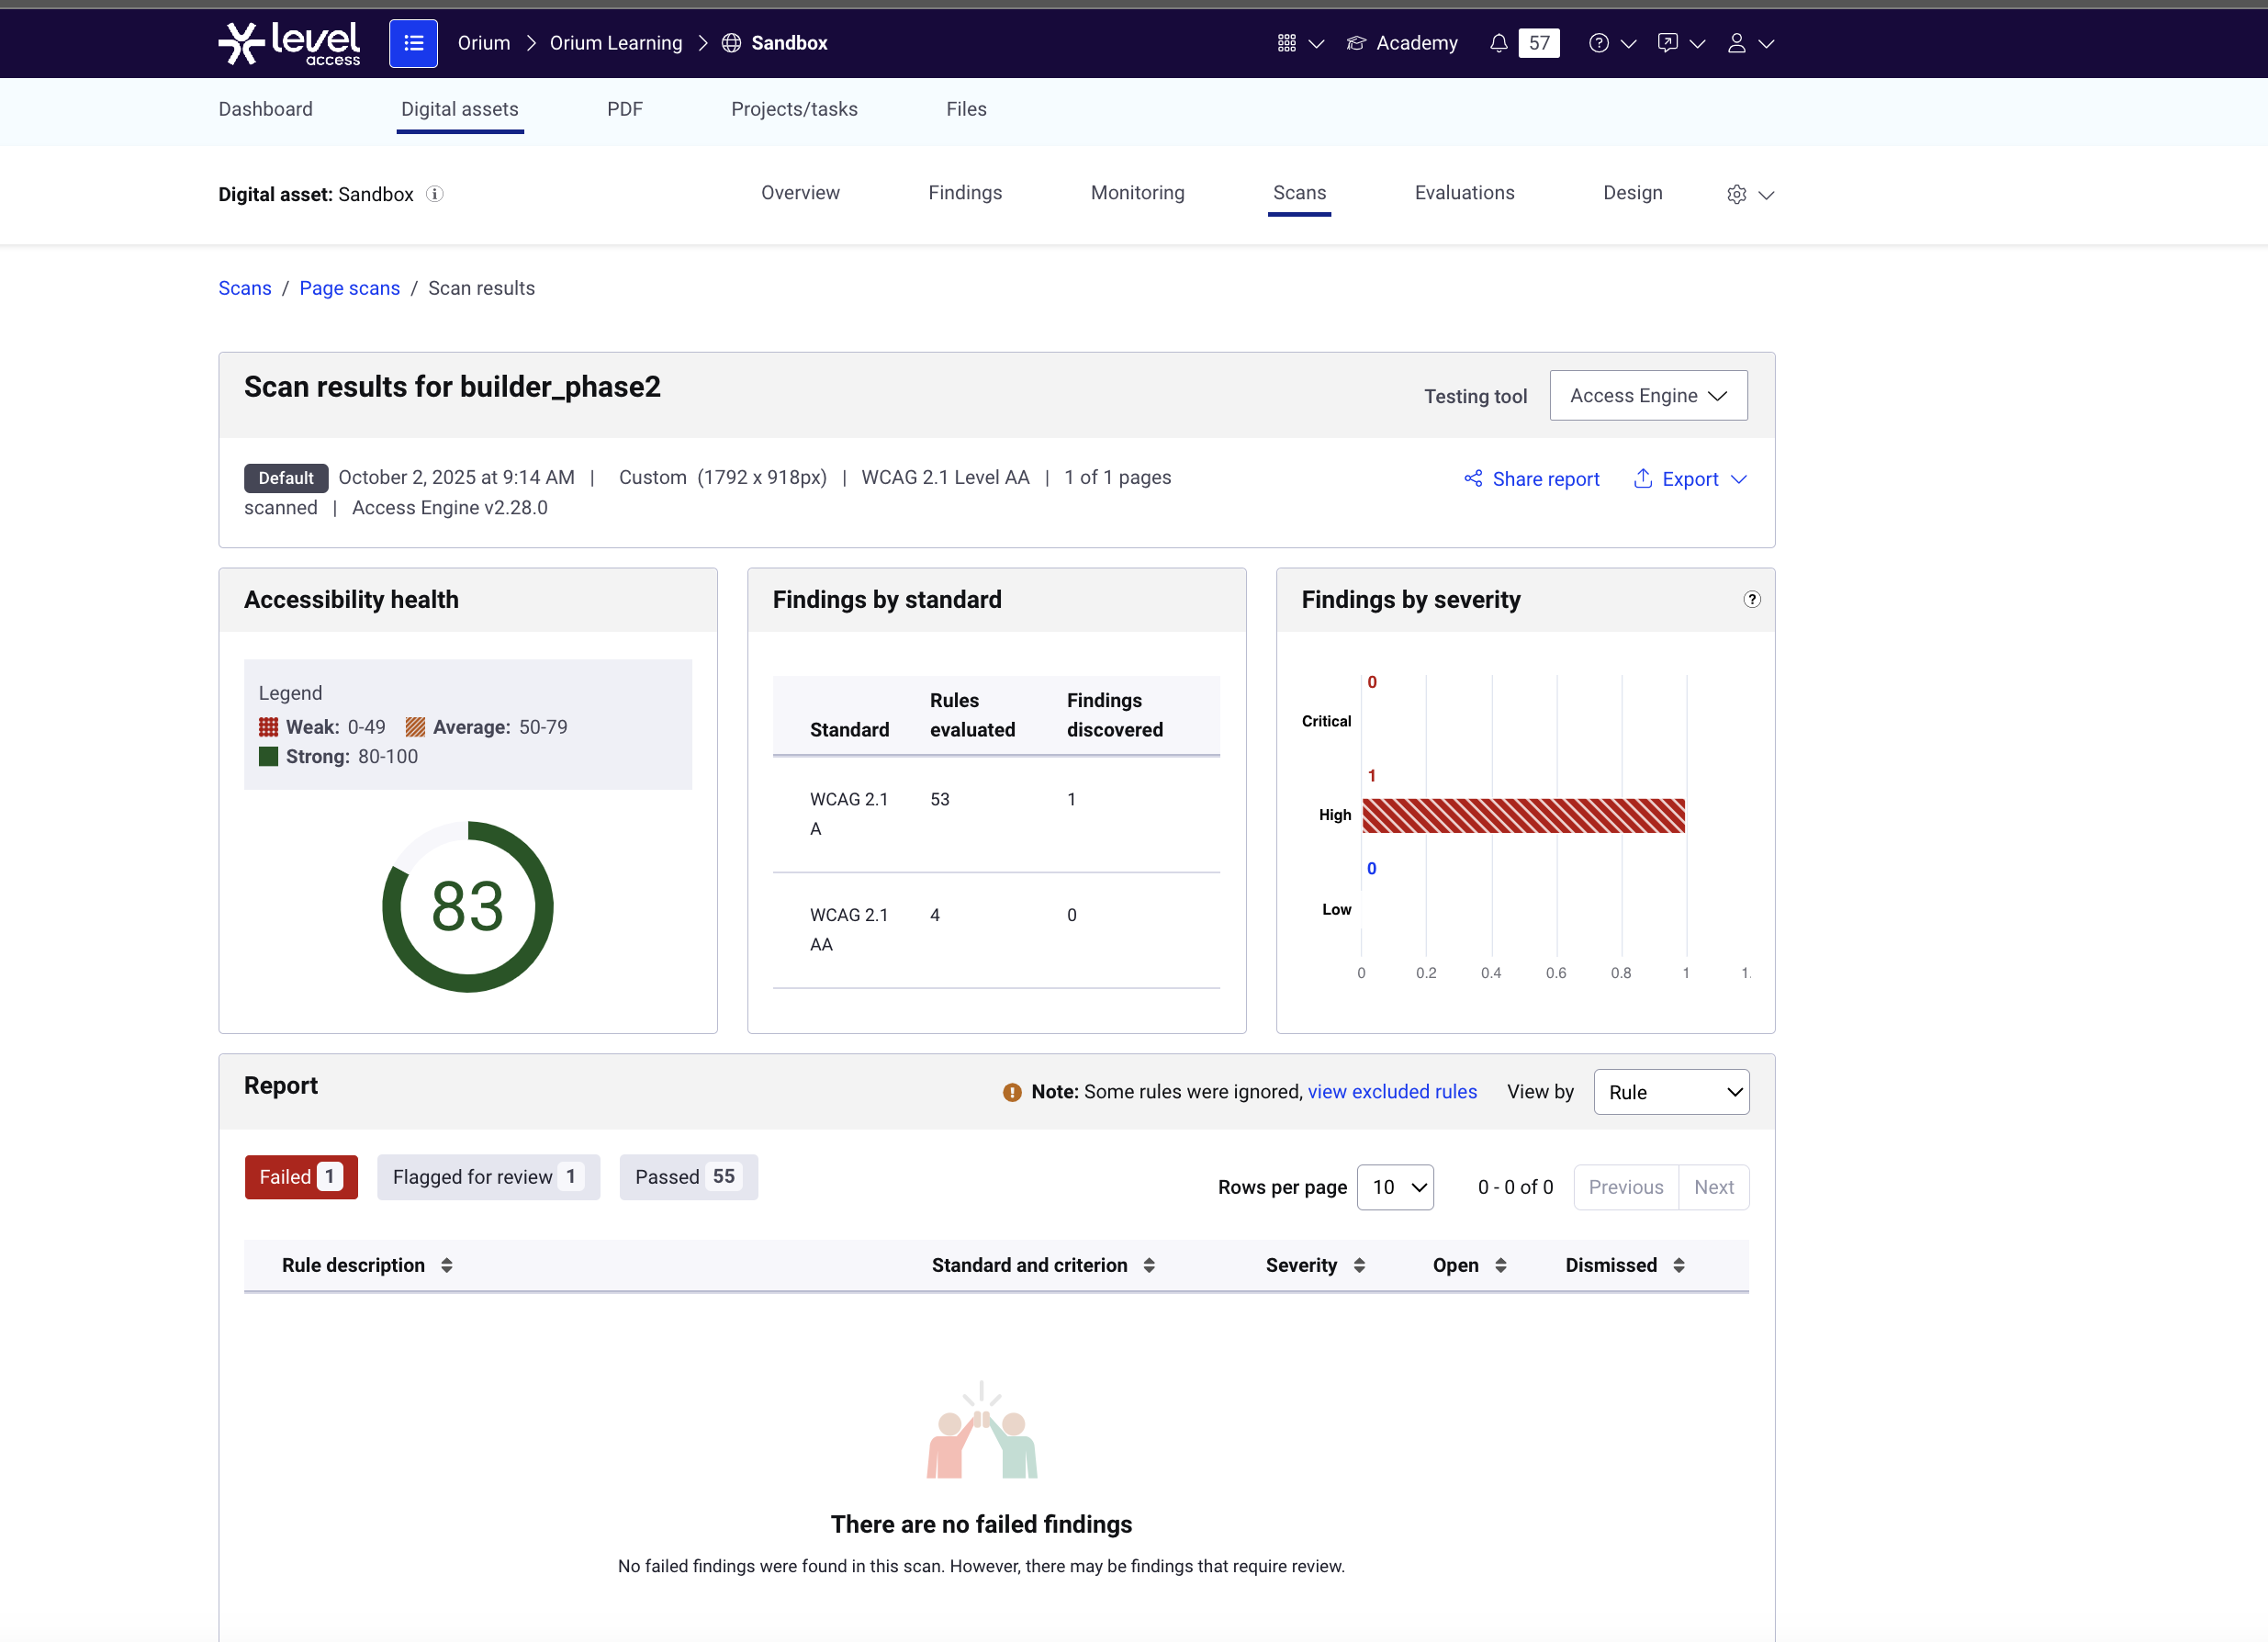 level access
Orium > Orium Learning > Sandbox
Academy
57
Dashboard
Digital assets
PDF
Projects/tasks
Files
Digital asset: Sandbox
Overview
Findings
Monitoring
Scans
Evaluations
Design
Scans / Page scans / Scan results
Scan results for builder_phase2
Testing tool
Access Engine
Default October 2, 2025 at 9:14 AM | Custom (1792 x 918px) | WCAG 2.1 Level AA | 1 of 1 pages
scanned | Access Engine v2.28.0
Share report
Export
Accessibility health
Legend
Weak: 0-49 Average: 50-79
Strong: 80-100
83
Findings by standard
Standard
Rules evaluated
Findings discovered
WCAG 2.1 A
53
1
WCAG 2.1 AA
4
0
Findings by severity
?
0
Critical
1
High
0
Low
0 0.2 0.4 0.6 0.8 1 1.
Report
Note: Some rules were ignored, view excluded rules
View by
Rule
Failed 1
Flagged for review 1
Passed 55
Rows per page 10
0 - 0 of 0
Previous
Next
Rule description
Standard and criterion
Severity
Open
Dismissed
There are no failed findings
No failed findings were found in this scan. However, there may be findings that require review.